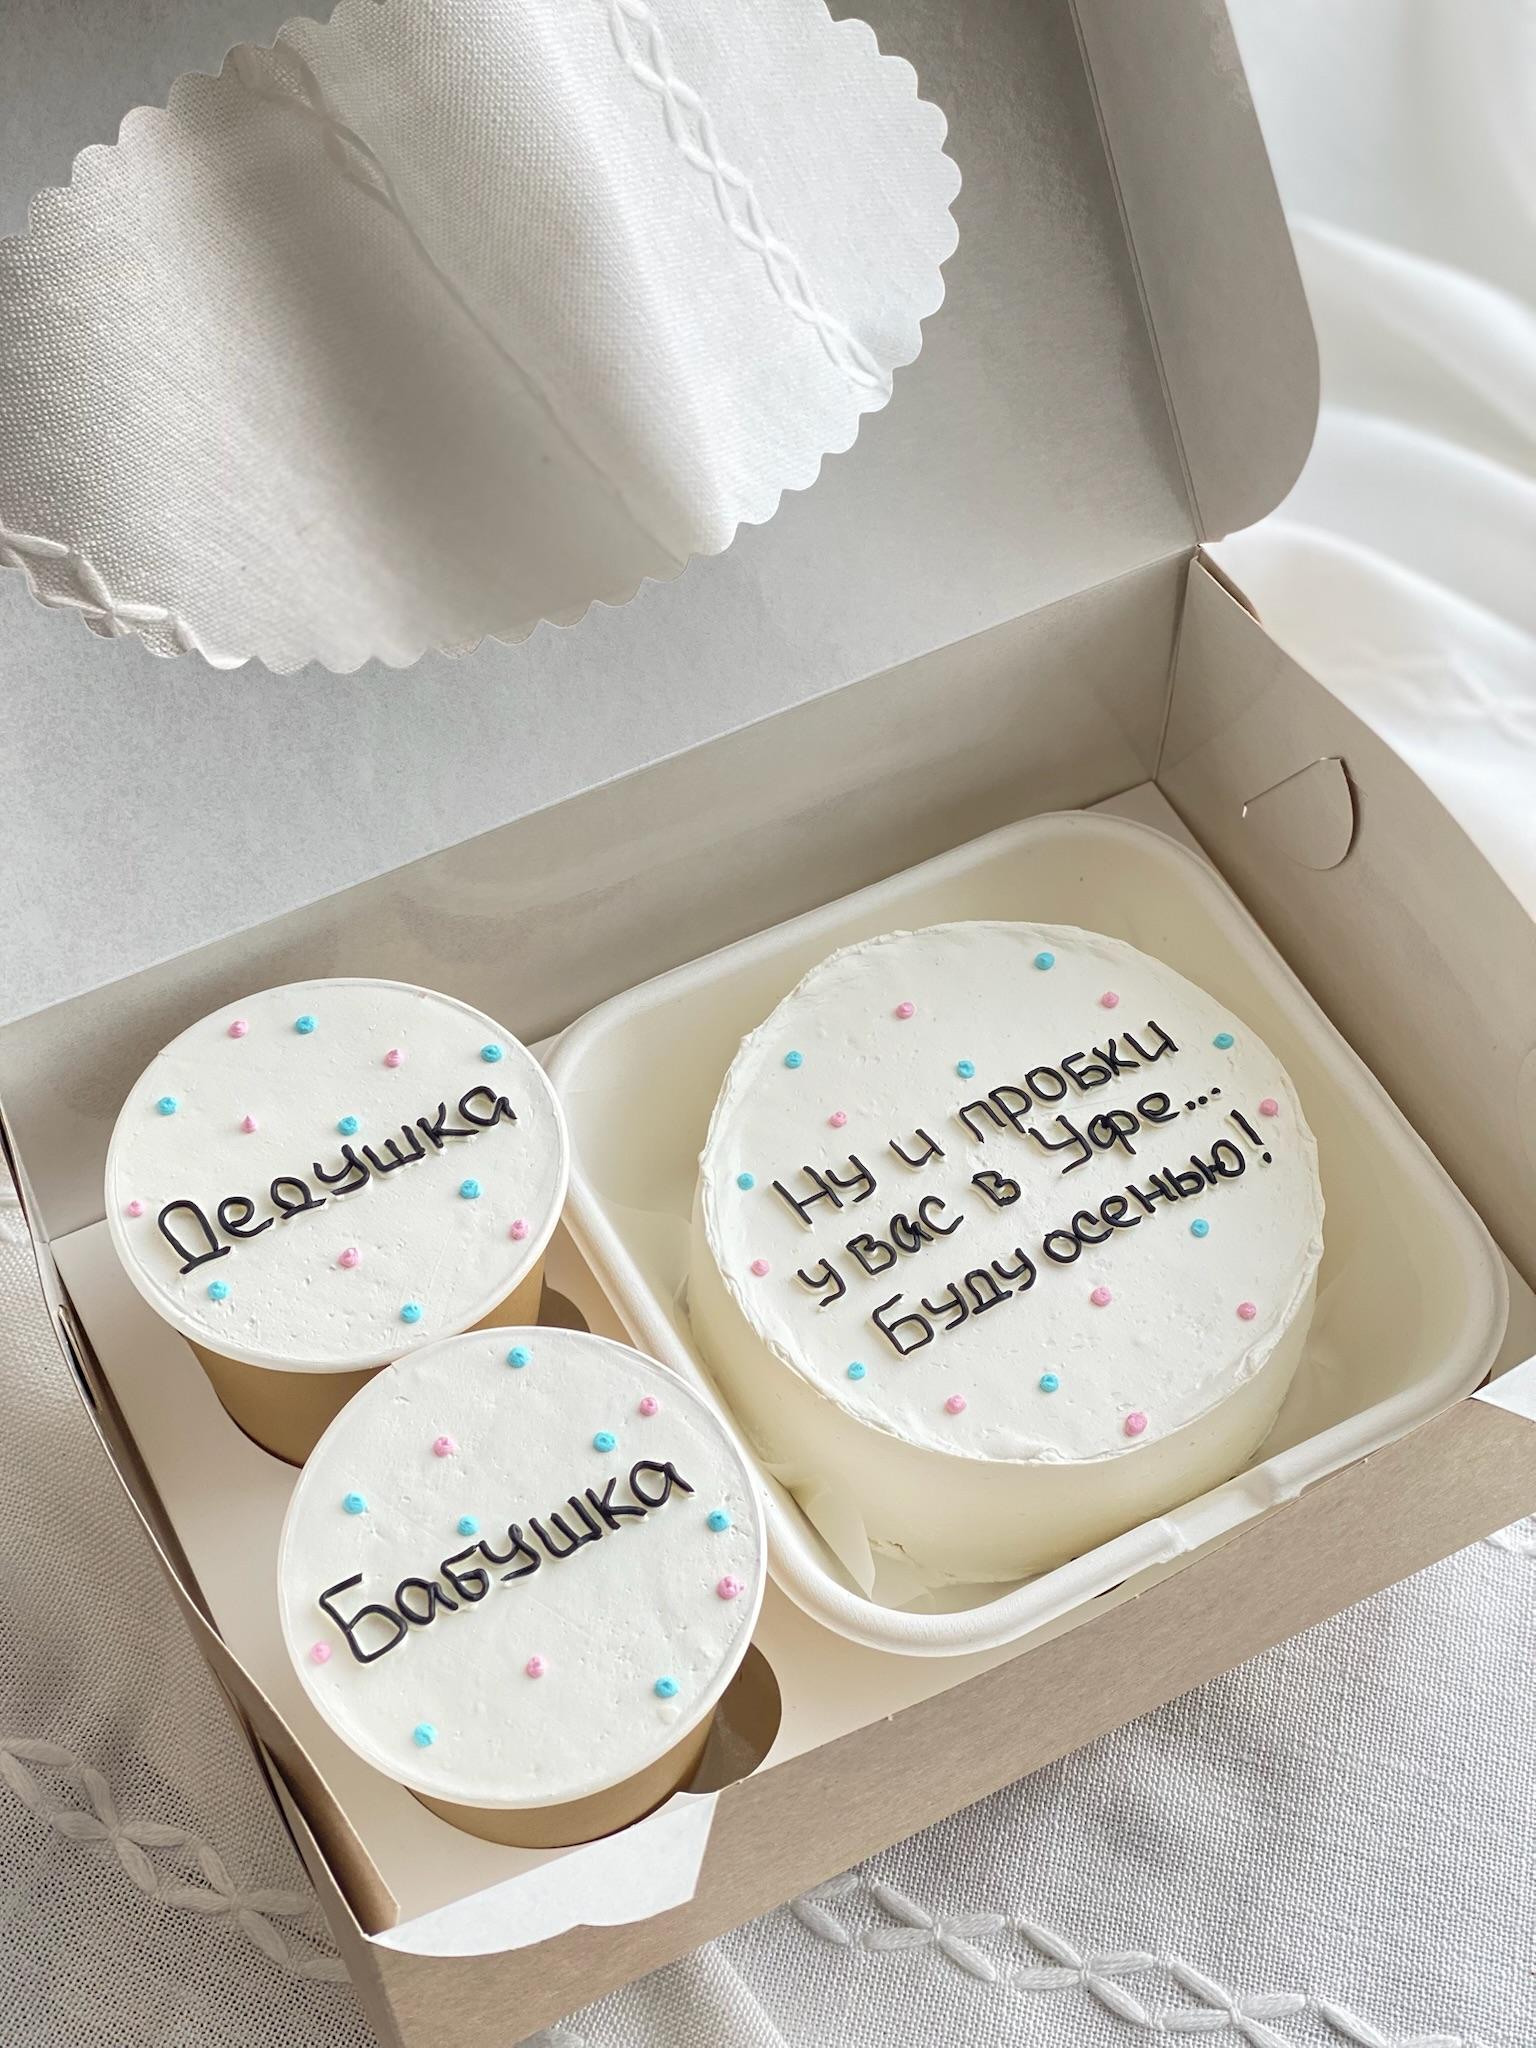 Дедушка
Бабушка
Ну и пробки
у вас в Уфе...
Буду осенью!